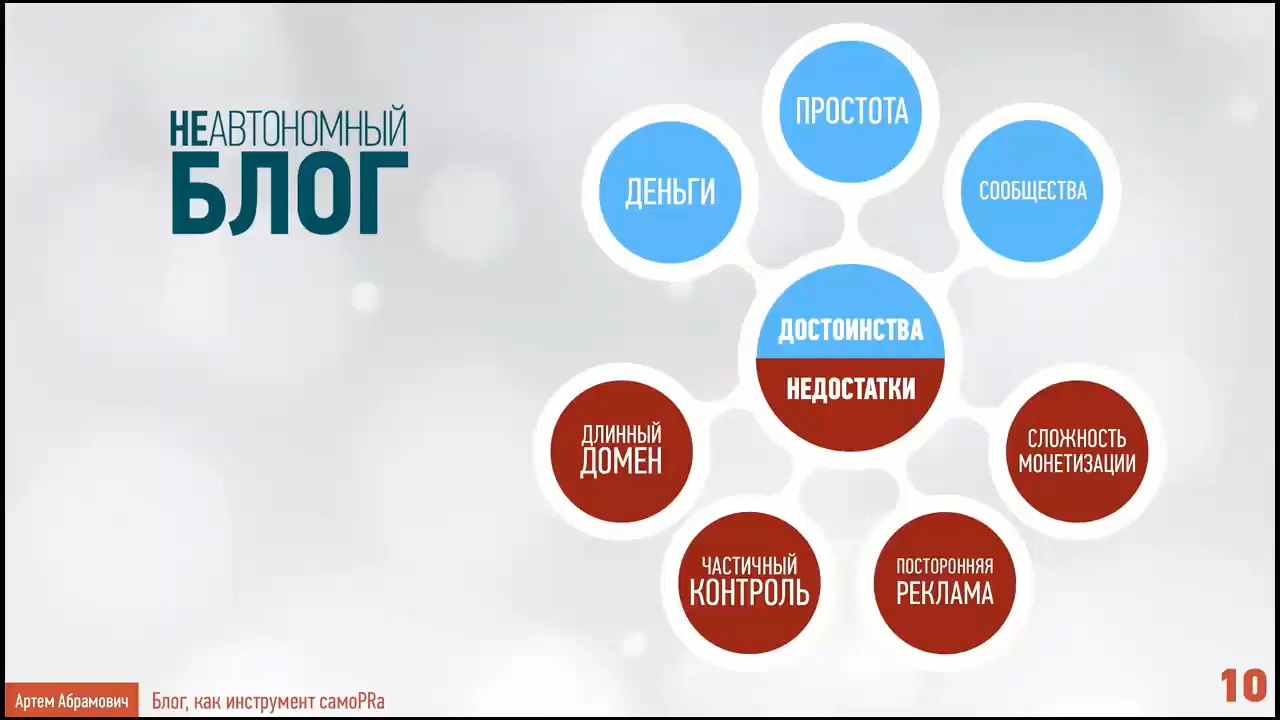 НЕАВТОНОМНЫЙ
БЛОГ
ПРОСТОТА
ДЕНЬГИ
СООБЩЕСТВА
ДОСТОИНСТВА
НЕДОСТАТКИ
ДЛИННЫЙ
ДОМЕН
СЛОЖНОСТЬ
МОНЕТИЗАЦИИ
ЧАСТИЧНЫЙ
КОНТРОЛЬ
ПОСТОРОННЯЯ
РЕКЛАМА
Артем Абрамович
Блог, как инструмент самоPRа
10